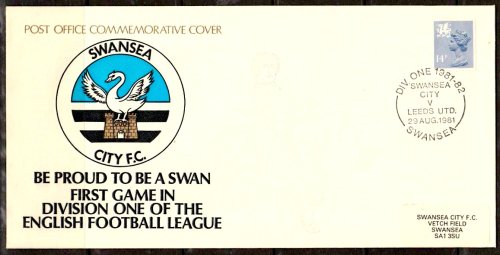 POST OFFICE COMMEMORATIVE COVER
SWANSEA
CITY F.C.
BE PROUD TO BE A SWAN
FIRST GAME IN
DIVISION ONE OF THE
ENGLISH FOOTBALL LEAGUE
14P
DIV. ONE 1981-82
SWANSEA
CITY
V
LEEDS UTD.
29 AUG. 1981
SWANSEA
SWANSEA CITY F.C.
VETCH FIELD
SWANSEA
SA1 3SU